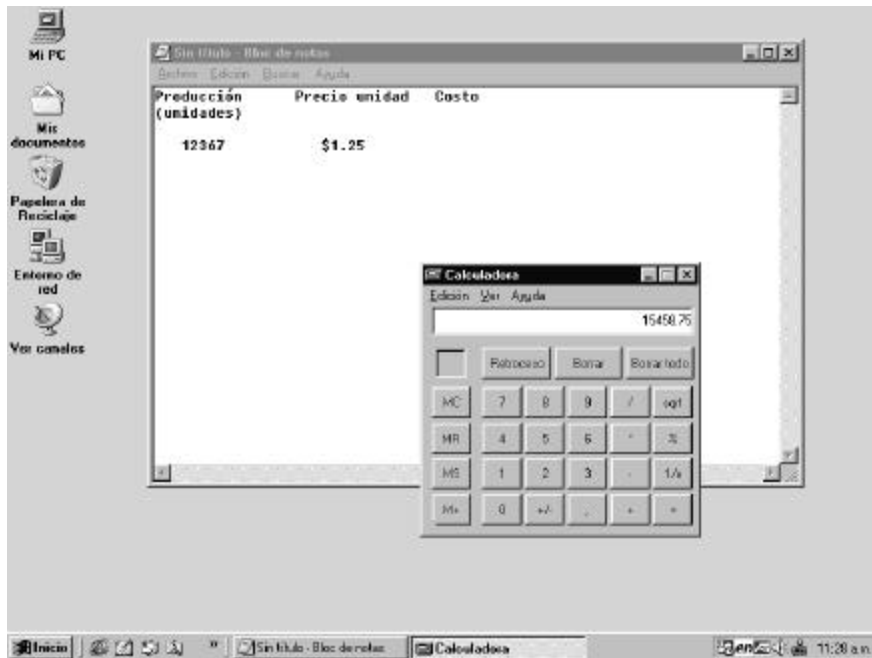 Mi PC
Mis
documentos
Papelera de
Reciclaje
Entorno de
red
Ver canales
Sin título - Bloc de notas
Archivo Edición Buscar Ayuda
Producción Precio unidad Costo
(unidades)
12367 $1.25
Calculadora
Edición Ver Ayuda
15458.75
Retroceso Borrar Borrar todo
MC 7 8 9 / sqrt
MR 4 5 6 * %
MS 1 2 3 - 1/x
M+ 0 +/- . + =
Inicio » Sin título - Bloc de notas Calculadora en 11:28 a.m.